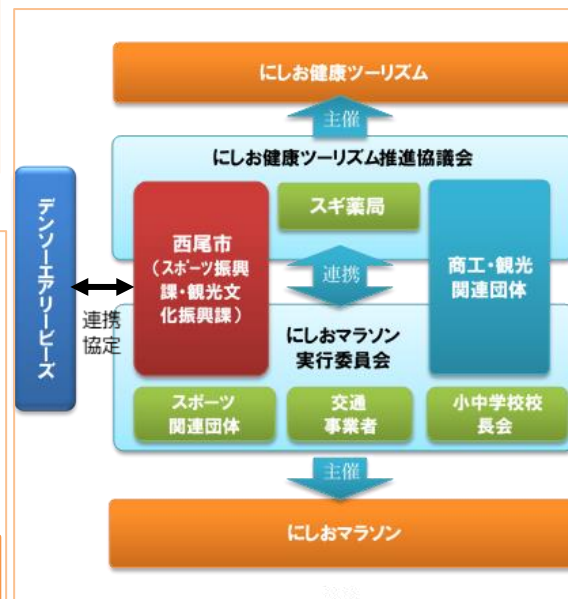 にしお健康ツーリズム
主催
にしお健康ツーリズム推進協議会
デンソーエアリービーズ
連携
協定
西尾市
（スポーツ振興
課・観光文
化振興課）
スギ薬局
連携
商工・観光
関連団体
にしおマラソン
実行委員会
スポーツ
関連団体
交通
事業者
小中学校校
長会
主催
にしおマラソン